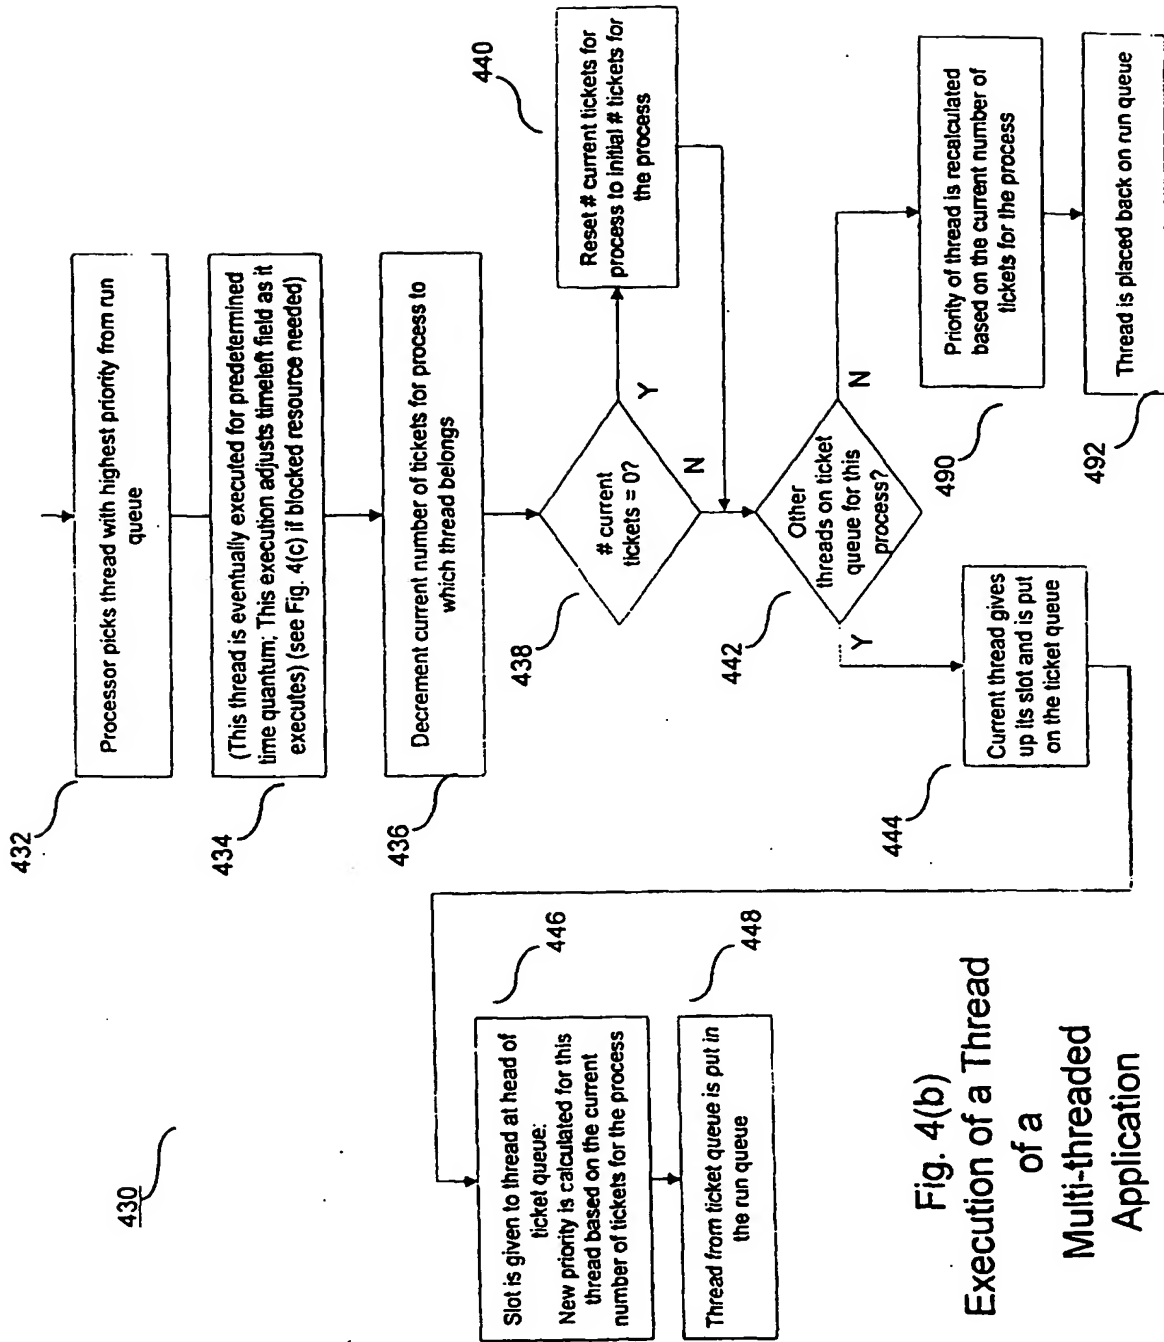 430
432
Processor picks thread with highest priority from run
queue
434
(This thread is eventually executed for predetermined
time quantum; This execution adjusts timeleft field as it
executes) (see Fig. 4(c) if blocked resource needed)
436
Decrement current number of tickets for process to
which thread belongs
438
# current
tickets = 0?
Y
N
440
Reset # current tickets for
process to initial # tickets for
the process
442
Other
threads on ticket
queue for this
process?
Y
N
444
Current thread gives
up its slot and is put
on the ticket queue
446
Slot is given to thread at head of
ticket queue:
New priority is calculated for this
thread based on the current
number of tickets for the process
448
Thread from ticket queue is put in
the run queue
490
Priority of thread is recalculated
based on the current number of
tickets for the process
492
Thread is placed back on run queue
Fig. 4(b)
Execution of a Thread
of a
Multi-threaded
Application